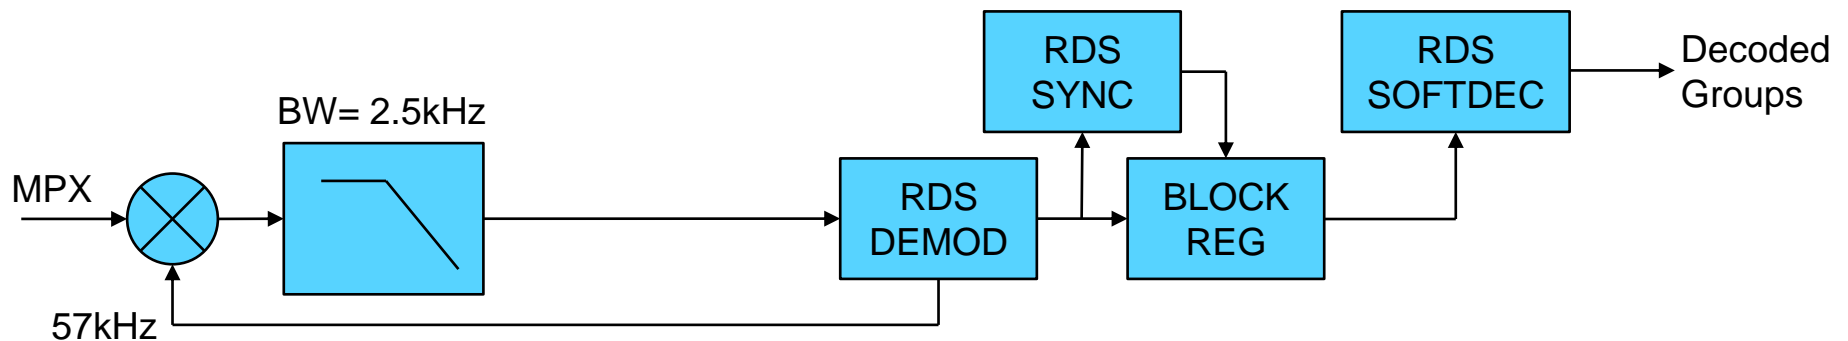 MPX
57kHz
BW= 2.5kHz
RDS
DEMOD
RDS
SYNC
BLOCK
REG
RDS
SOFTDEC
Decoded
Groups